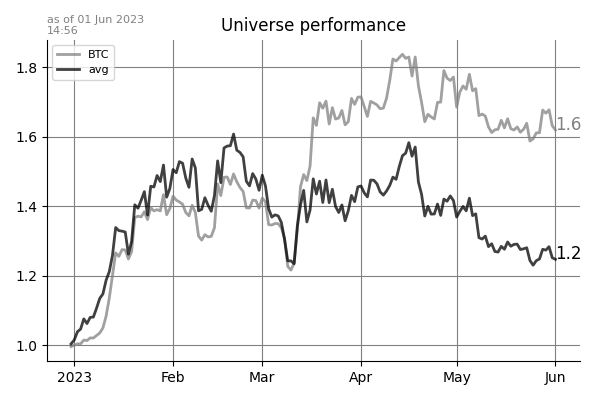 as of 01 Jun 2023
14:56
Universe performance
BTC
avg
1.8
1.6
1.4
1.2
1.0
1.6
1.2
2023
Feb
Mar
Apr
May
Jun